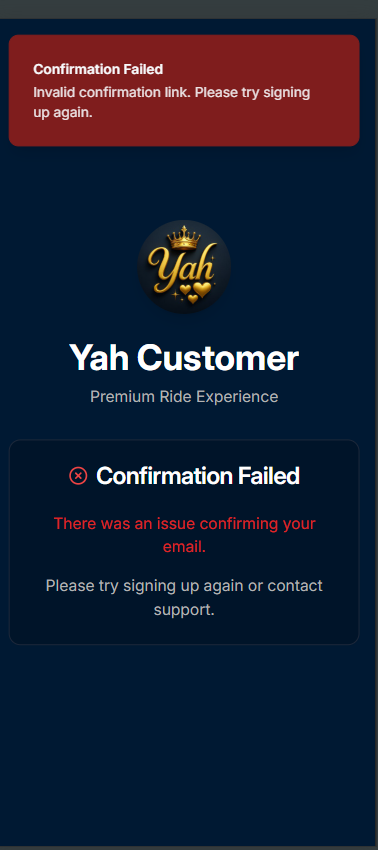 Confirmation Failed
Invalid confirmation link. Please try signing
up again.
Yah
Yah Customer
Premium Ride Experience
Confirmation Failed
There was an issue confirming your
email.
Please try signing up again or contact
support.